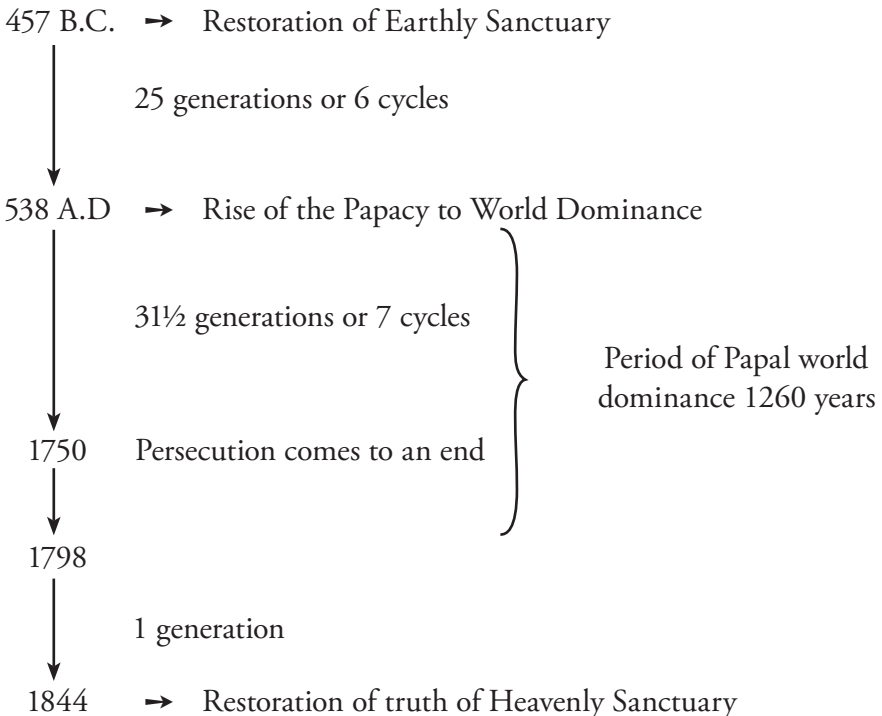 457 B.C. → Restoration of Earthly Sanctuary
25 generations or 6 cycles
538 A.D → Rise of the Papacy to World Dominance
31½ generations or 7 cycles
Period of Papal world
dominance 1260 years
1750 Persecution comes to an end
1798
1 generation
1844 → Restoration of truth of Heavenly Sanctuary